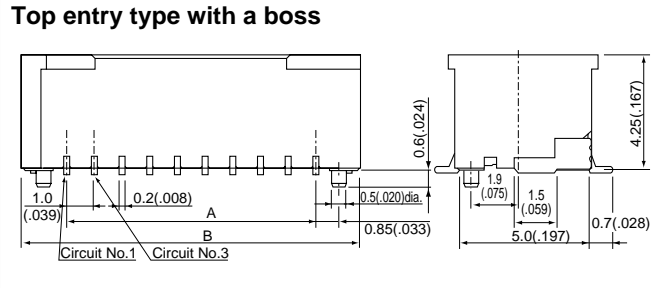 Top entry type with a boss
0.6(.024)
4.25(.167)
1.0
(.039)
0.2(.008)
A
B
0.5(.020)dia.
0.85(.033)
1.9
(.075)
1.5
(.059)
5.0(.197)
0.7(.028)
Circuit No.1
Circuit No.3